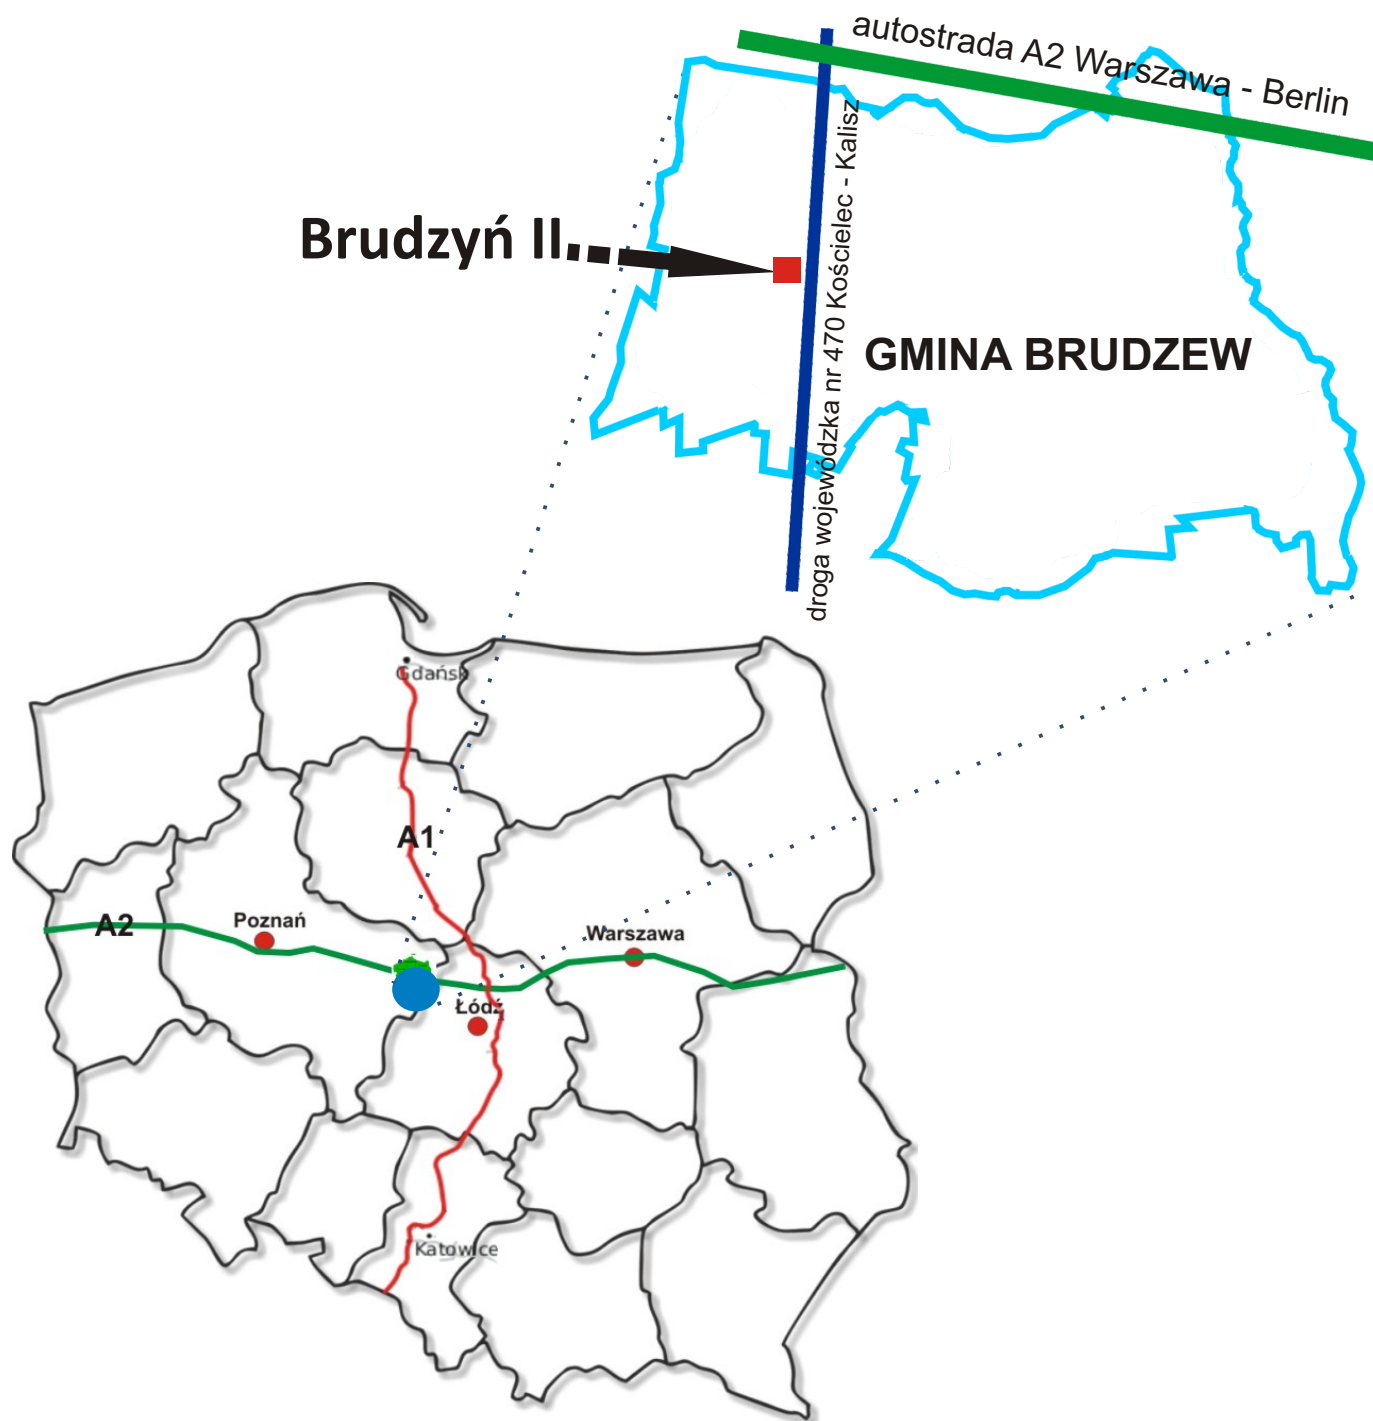 autostrada A2 Warszawa - Berlin
droga wojewódzka nr 470 Kościelec - Kalisz
Brudzyń II
GMINA BRUDZEW
Gdańsk
A1
A2
Poznań
Warszawa
Łódź
Katowice